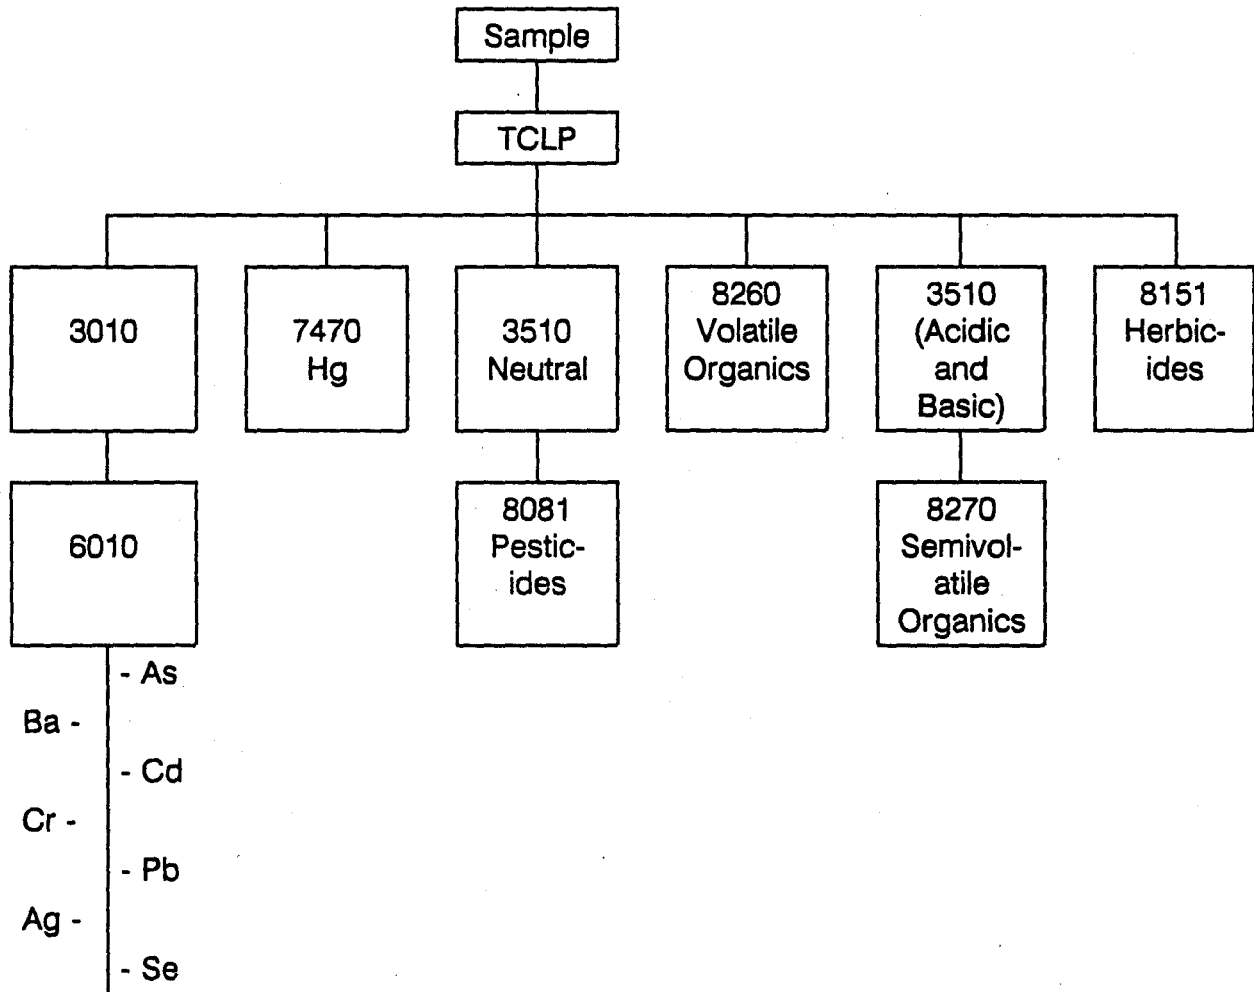 Sample
TCLP
3010
7470
Hg
3510
Neutral
8260
Volatile
Organics
3510
(Acidic
and
Basic)
8151
Herbic-
ides
6010
8081
Pestic-
ides
8270
Semivol-
atile
Organics
- As
Ba -
- Cd
Cr -
- Pb
Ag -
- Se